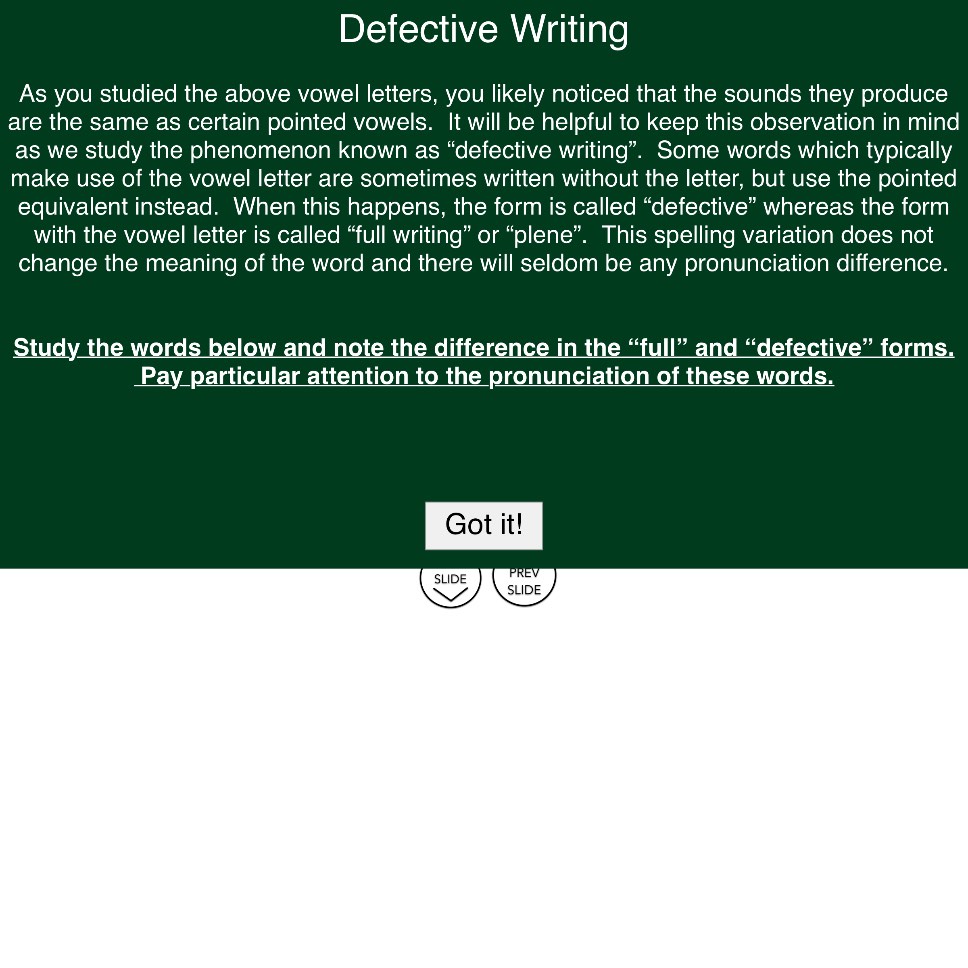 Defective Writing
As you studied the above vowel letters, you likely noticed that the sounds they produce
are the same as certain pointed vowels.  It will be helpful to keep this observation in mind
as we study the phenomenon known as “defective writing”.  Some words which typically
make use of the vowel letter are sometimes written without the letter, but use the pointed
equivalent instead.  When this happens, the form is called “defective” whereas the form
with the vowel letter is called “full writing” or “plene”.  This spelling variation does not
change the meaning of the word and there will seldom be any pronunciation difference.
Study the words below and note the difference in the “full” and “defective” forms.
Pay particular attention to the pronunciation of these words.
Got it!
SLIDE
PREV
SLIDE